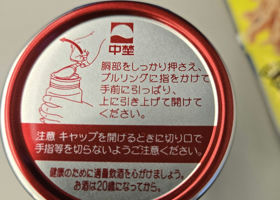 中埜
胴部をしっかり押さえ、
プルリングに指をかけて
手前に引っぱり、
上に引き上げて開けて
ください。
注意 キャップを開けるときに切り口で
手指等を切らないようご注意ください。
健康のために適量飲酒を心がけましょう。
お酒は20歳になってから。